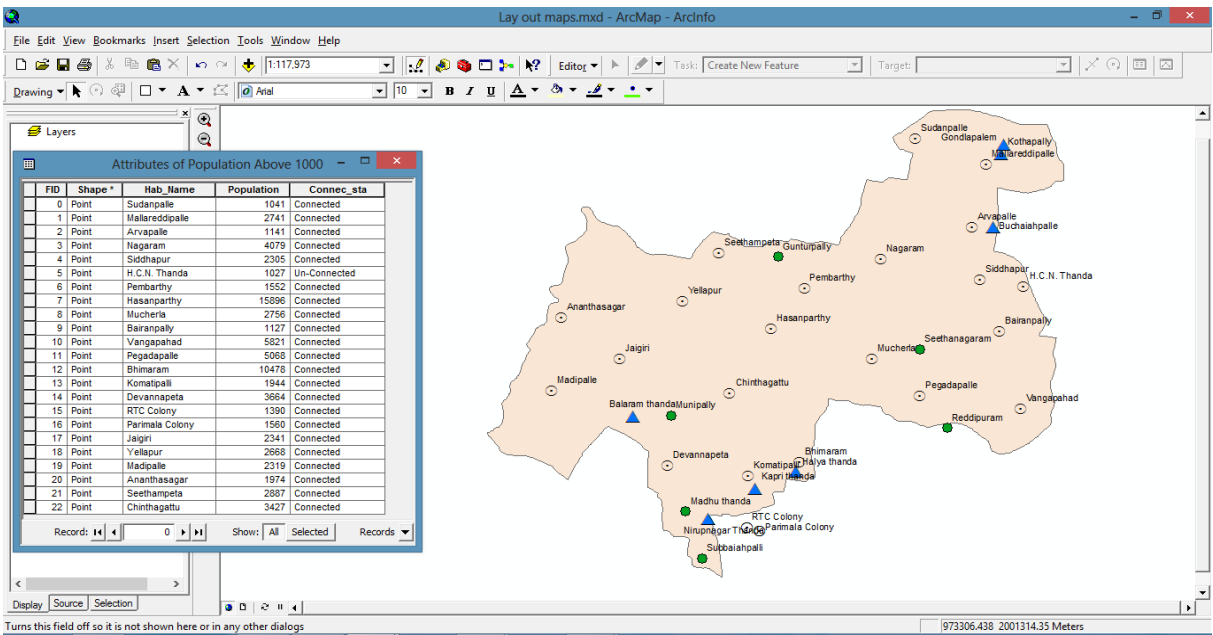 Lay out maps.mxd - ArcMap - ArcInfo
File Edit View Bookmarks Insert Selection Tools Window Help
1:117,973 Editor Task: Create New Feature Target:
Drawing A Arial 10 B I U A
Layers
Attributes of Population Above 1000
FID Shape * Hab_Name Population Connec_sta
0 Point Sudanpalle 1041 Connected
1 Point Mallareddipalle 2741 Connected
2 Point Arvapalle 1141 Connected
3 Point Nagaram 4079 Connected
4 Point Siddhapur 2305 Connected
5 Point H.C.N. Thanda 1027 Un-Connected
6 Point Pembarthy 1552 Connected
7 Point Hasanparthy 15896 Connected
8 Point Mucherla 2756 Connected
9 Point Bairanpally 1127 Connected
10 Point Vangapahad 5821 Connected
11 Point Pegadapalle 5068 Connected
12 Point Bhimaram 10478 Connected
13 Point Komatipalli 1944 Connected
14 Point Devannapeta 3664 Connected
15 Point RTC Colony 1390 Connected
16 Point Parimala Colony 1560 Connected
17 Point Jaigiri 2341 Connected
18 Point Yellapur 2668 Connected
19 Point Madipalle 2319 Connected
20 Point Ananthasagar 1974 Connected
21 Point Seethampeta 2887 Connected
22 Point Chinthagattu 3427 Connected
Record: 0 Show: All Selected Records
Display Source Selection
Sudanpalle
Gondlapalem
Kothapally
Mallareddipalle
Arvapalle
Buchaiahpalle
Seethampeta
Gunturpally
Nagaram
Siddhapur
H.C.N. Thanda
Pembarthy
Yellapur
Ananthasagar
Hasanparthy
Bairanpally
Seethanagaram
Mucherla
Jaigiri
Madipalle
Chinthagattu
Pegadapalle
Vangapahad
Balaram thanda
Munipally
Reddipuram
Bhimaram
Devannapeta
Halya thanda
Komatipalli
Kapri thanda
Madhu thanda
RTC Colony
Nirupnagar Thanda
Parimala Colony
Subbaiahpalli
Turns this field off so it is not shown here or in any other dialogs
973306.438 2001314.35 Meters